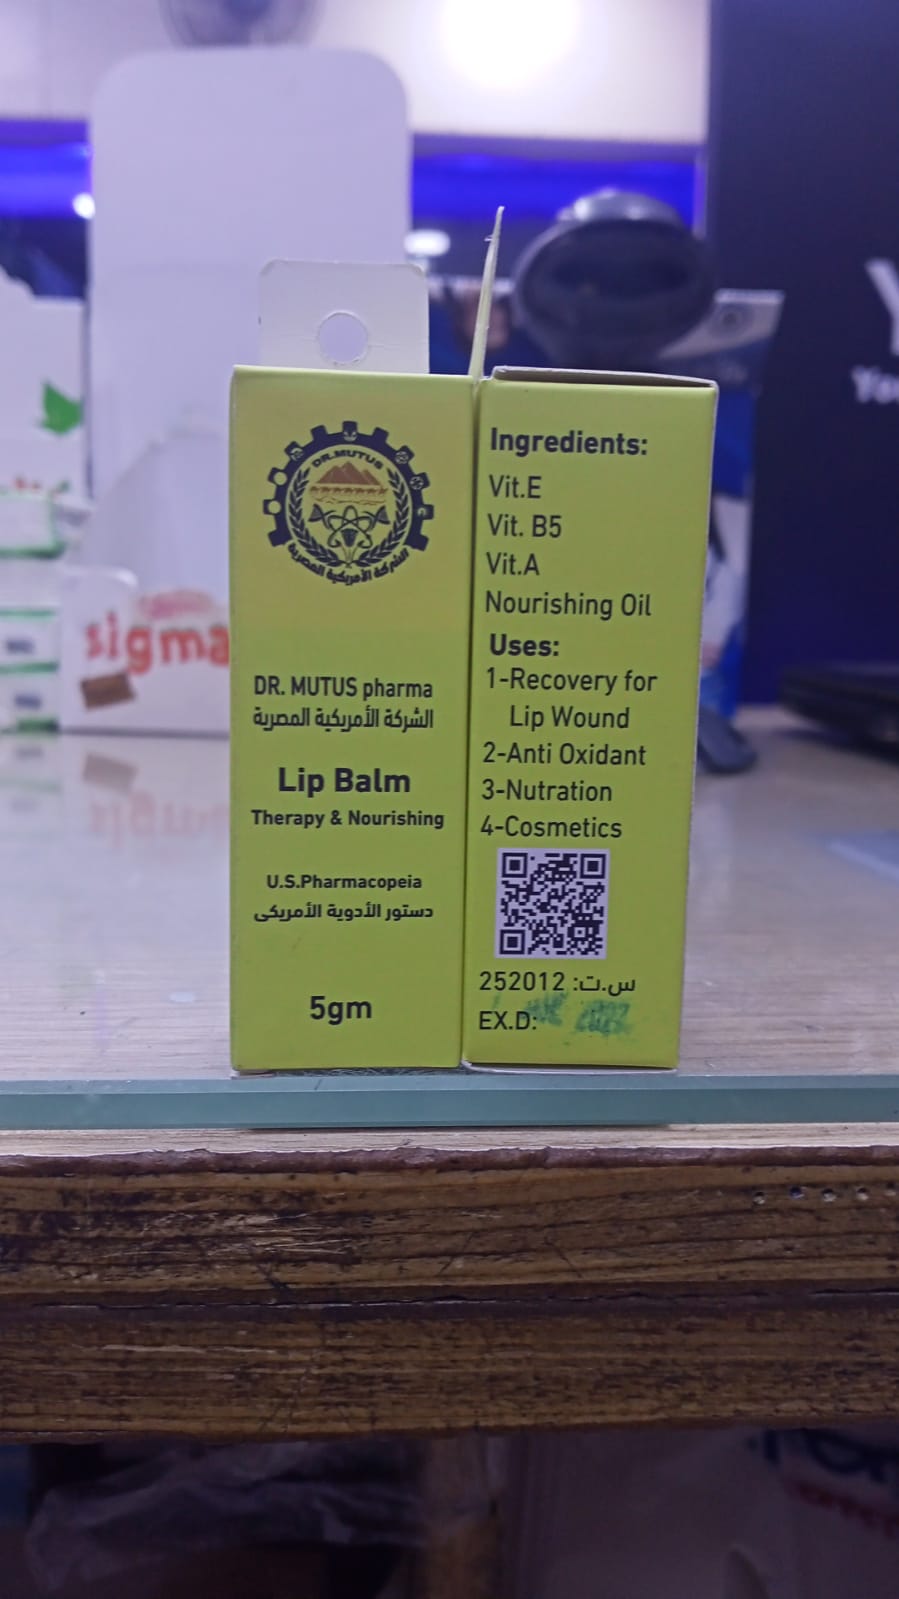 DR.MUTUS
الشركة الأمريكية المصرية
DR. MUTUS pharma
الشركة الأمريكية المصرية
Lip Balm
Therapy & Nourishing
U.S.Pharmacopeia
دستور الأدوية الأمريكى
5gm
Ingredients:
Vit.E
Vit. B5
Vit.A
Nourishing Oil
Uses:
1-Recovery for
Lip Wound
2-Anti Oxidant
3-Nutration
4-Cosmetics
س.ت: 252012
EX.D:
sigma